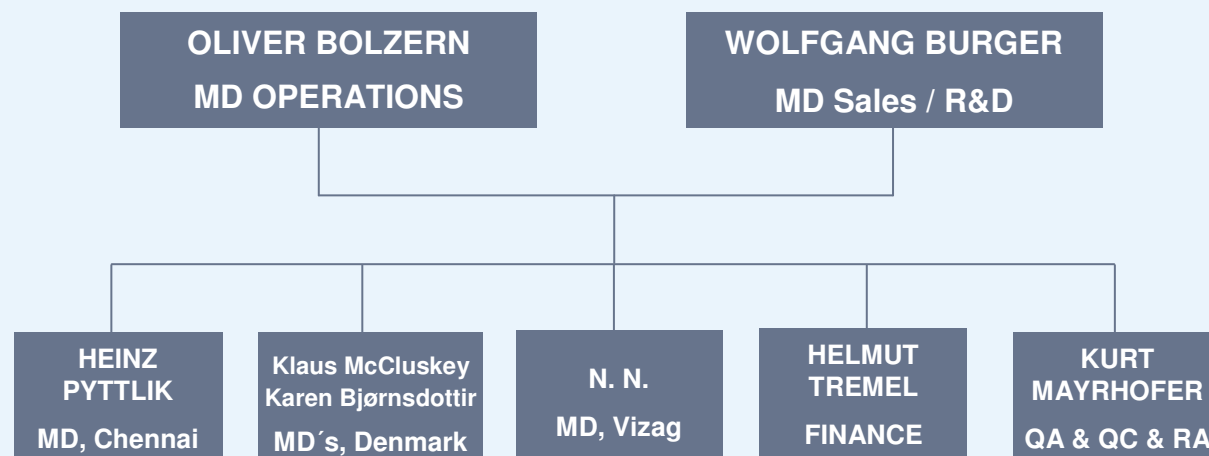 OLIVER BOLZERN
MD OPERATIONS
WOLFGANG BURGER
MD Sales / R&D
HEINZ
PYTTLIK
MD, Chennai
Klaus McCluskey
Karen Bjørnsdottir
MD´s, Denmark
N. N.
MD, Vizag
HELMUT
TREMEL
FINANCE
KURT
MAYRHOFER
QA & QC & RA